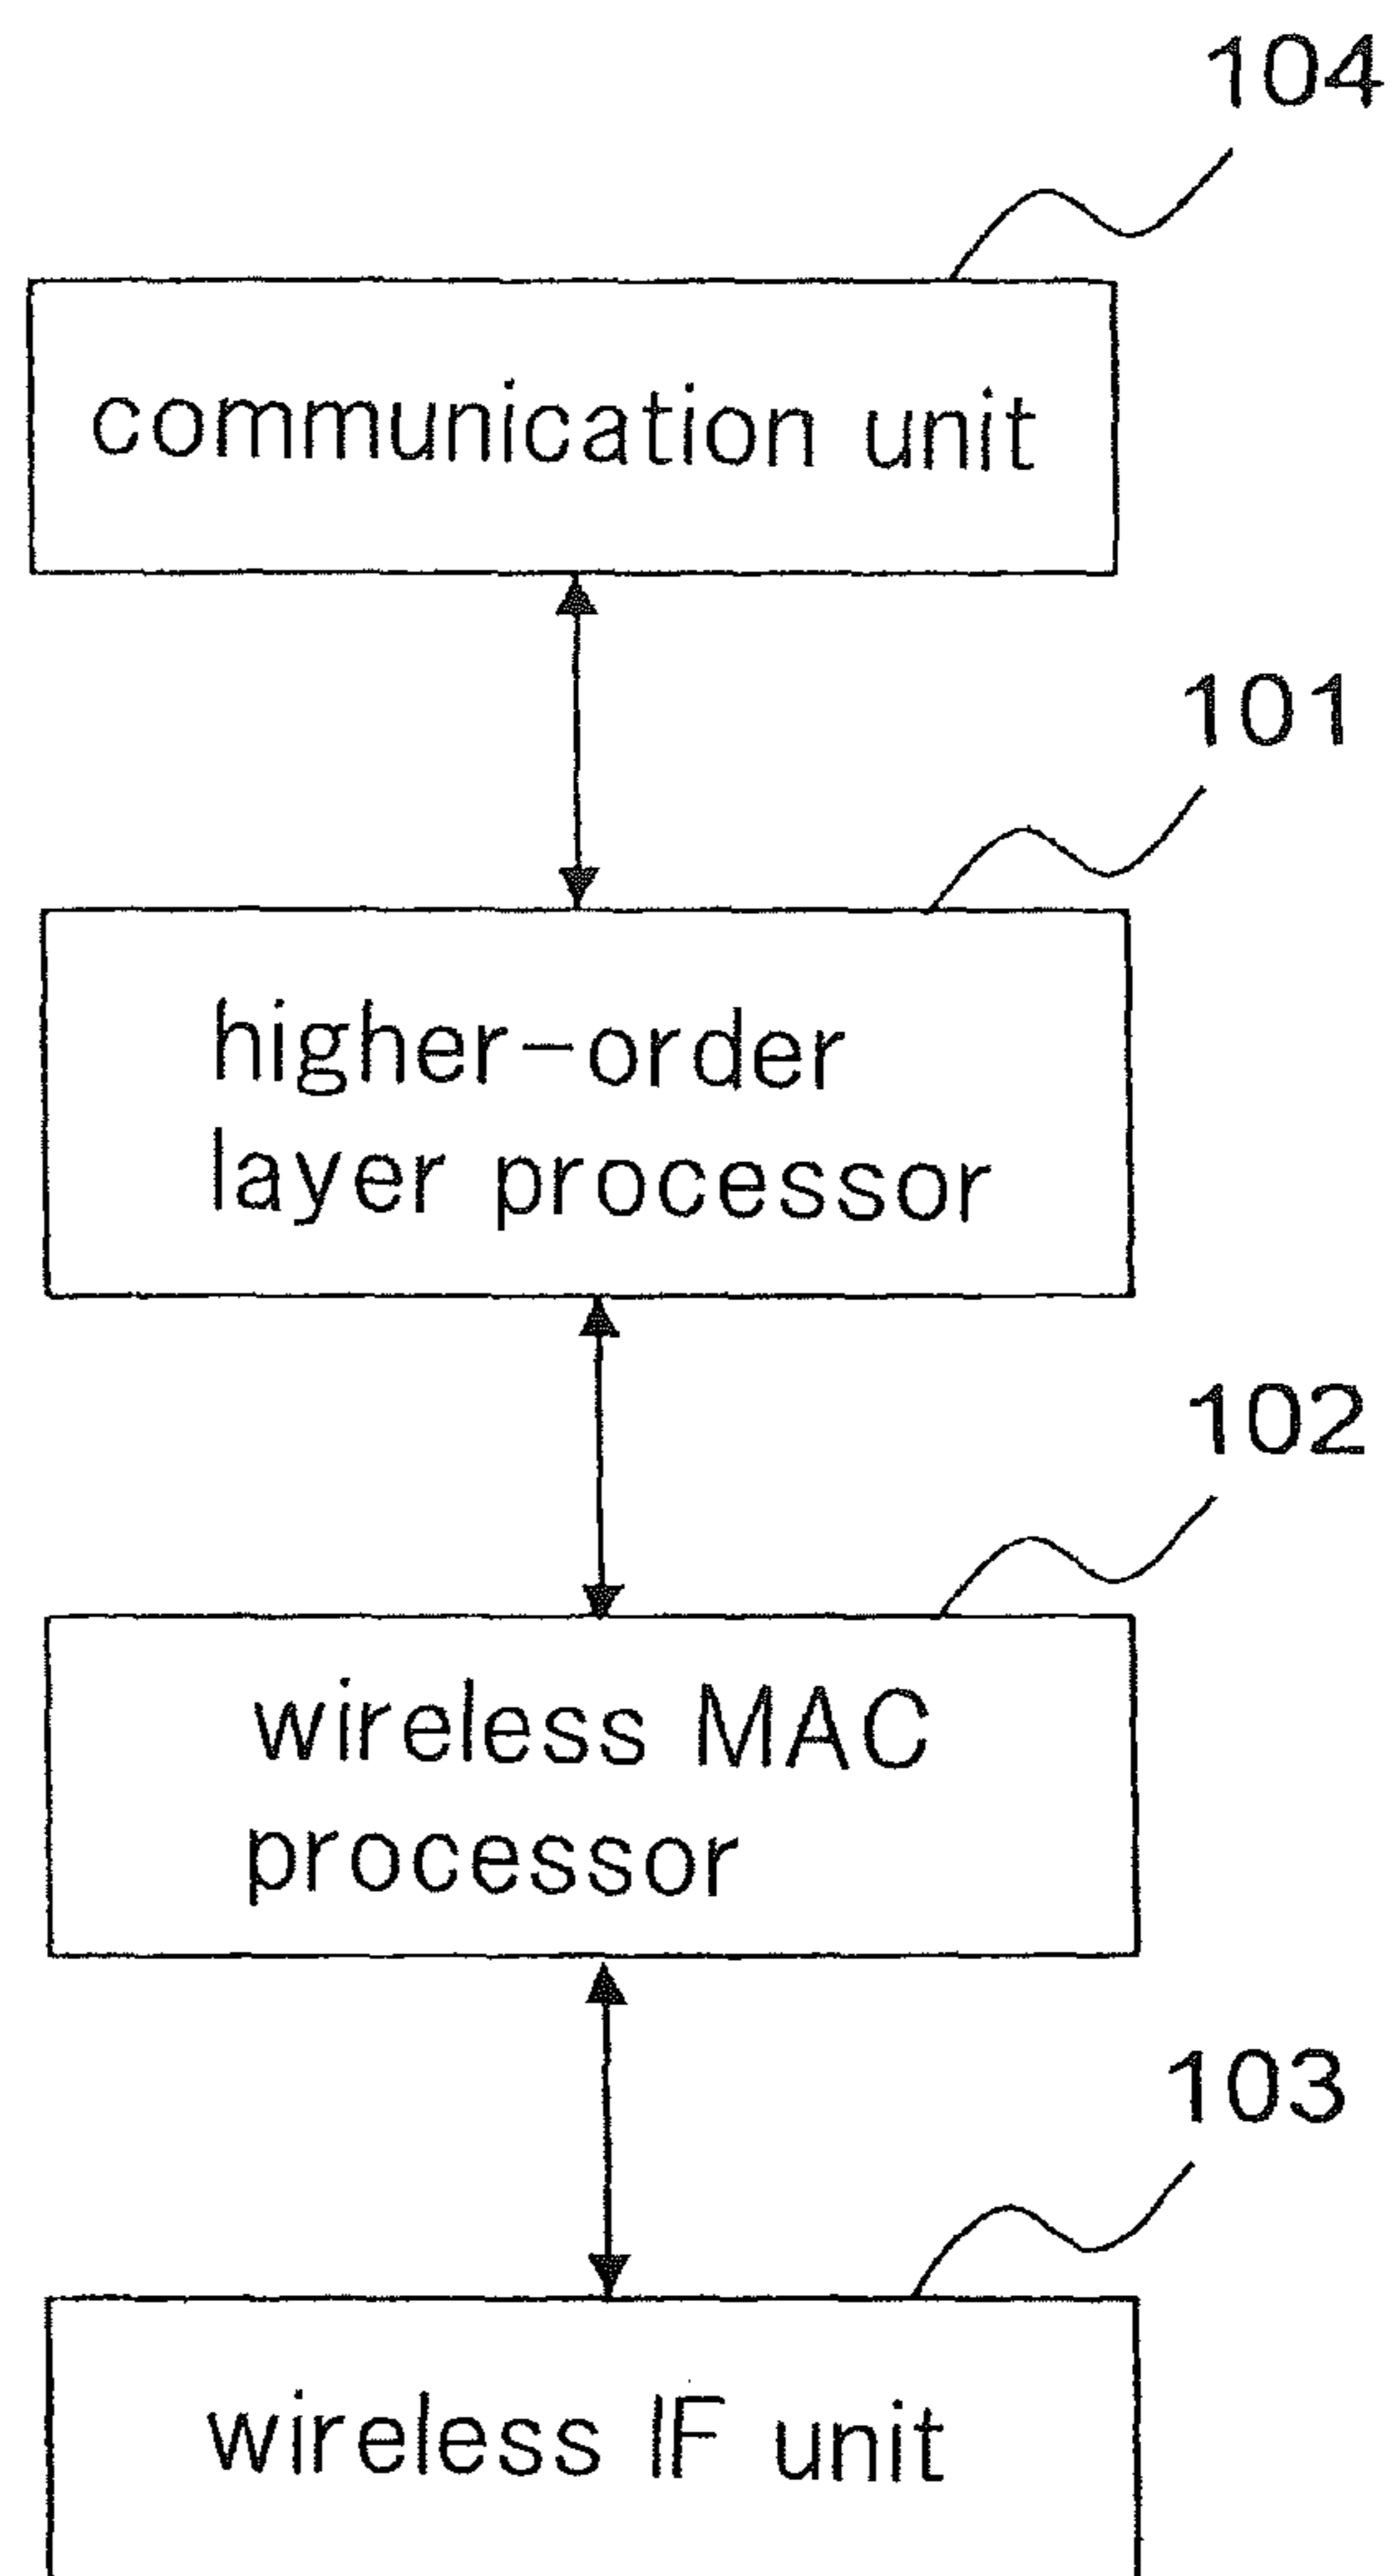 104
communication unit
101
higher-order
layer processor
102
wireless MAC
processor
103
wireless IF unit